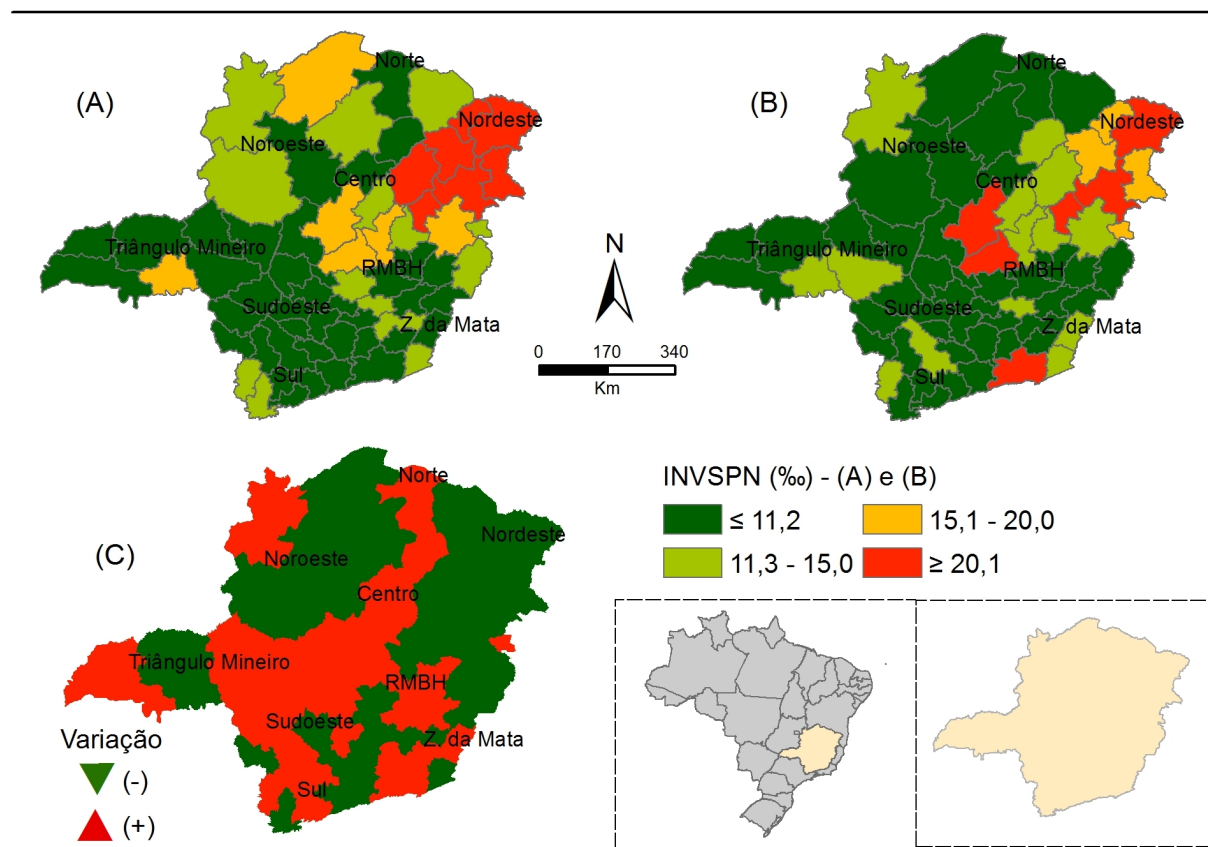 (A)
Norte
Nordeste
Noroeste
Centro
Triângulo Mineiro
RMBH
Sudoeste
Z. da Mata
Sul
N
0 170 340
Km
(B)
Norte
Nordeste
Noroeste
Centro
Triângulo Mineiro
RMBH
Sudoeste
Z. da Mata
Sul
(C)
Norte
Nordeste
Noroeste
Centro
Triângulo Mineiro
RMBH
Sudoeste
Z. da Mata
Sul
Variação
(-)
(+)
INVSPN (‰) - (A) e (B)
≤ 11,2 15,1 - 20,0
11,3 - 15,0 ≥ 20,1